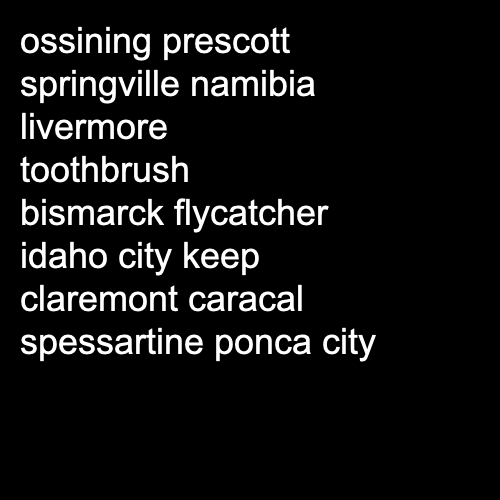 ossining prescott
springville namibia
livermore
toothbrush
bismarck flycatcher
idaho city keep
claremont caracal
spessartine ponca city